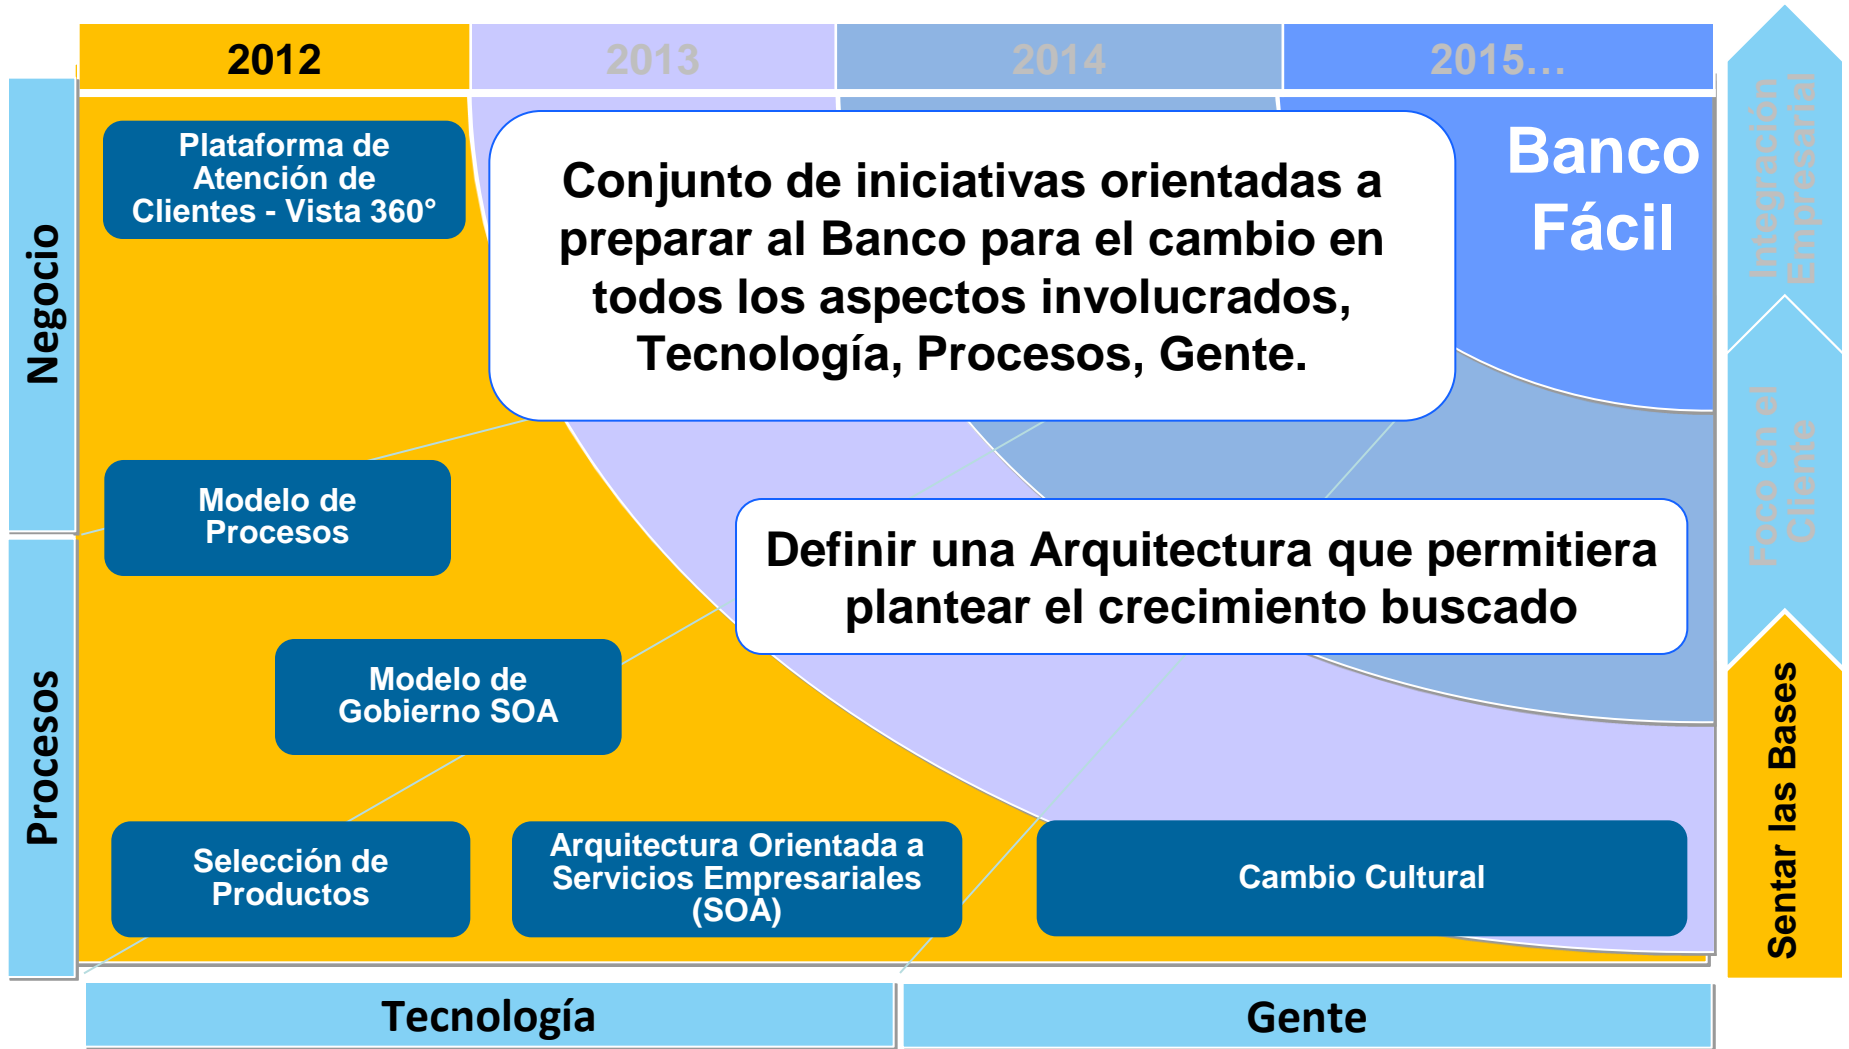 2012
2013
2014
2015...
Negocio
Procesos
Plataforma de
Atención de
Clientes - Vista 360°
Conjunto de iniciativas orientadas a
preparar al Banco para el cambio en
todos los aspectos involucrados,
Tecnología, Procesos, Gente.
Banco
Fácil
Modelo de
Procesos
Definir una Arquitectura que permitiera
plantear el crecimiento buscado
Modelo de
Gobierno SOA
Selección de
Productos
Arquitectura Orientada a
Servicios Empresariales
(SOA)
Cambio Cultural
Integración
Empresarial
Foco en el
Cliente
Sentar las Bases
Tecnología
Gente